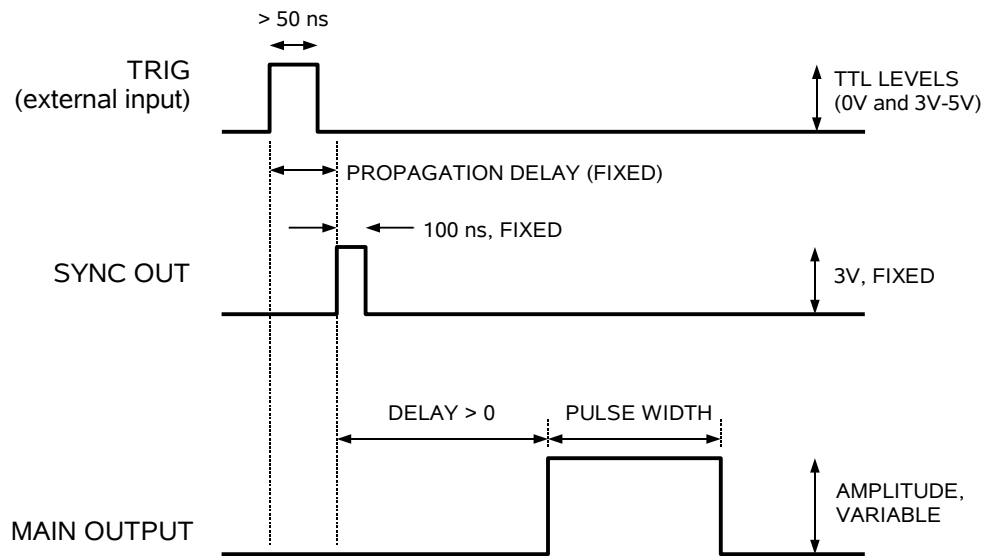 > 50 ns
TRIG
(external input)
TTL LEVELS
(0V and 3V-5V)
PROPAGATION DELAY (FIXED)
100 ns, FIXED
SYNC OUT
3V, FIXED
DELAY > 0
PULSE WIDTH
AMPLITUDE,
VARIABLE
MAIN OUTPUT